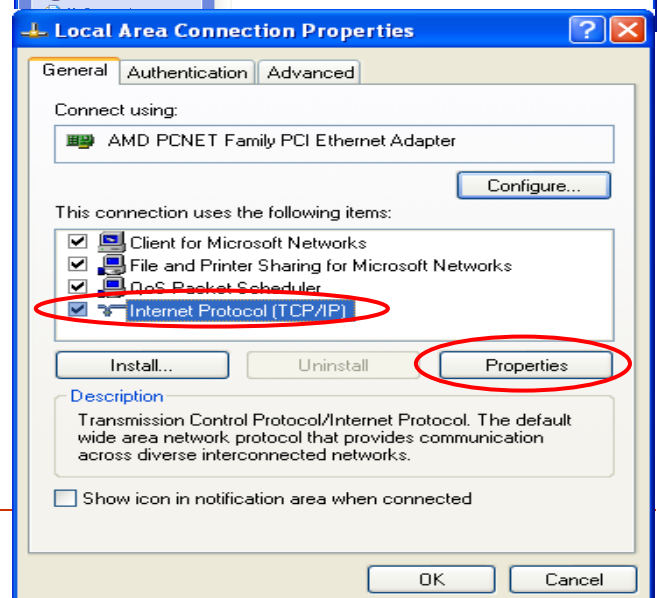 Local Area Connection Properties
General Authentication Advanced
Connect using:
AMD PCNET Family PCI Ethernet Adapter
Configure...
This connection uses the following items:
Client for Microsoft Networks
File and Printer Sharing for Microsoft Networks
QoS Packet Scheduler
Internet Protocol (TCP/IP)
Install... Uninstall Properties
Description
Transmission Control Protocol/Internet Protocol. The default
wide area network protocol that provides communication
across diverse interconnected networks.
Show icon in notification area when connected
OK Cancel